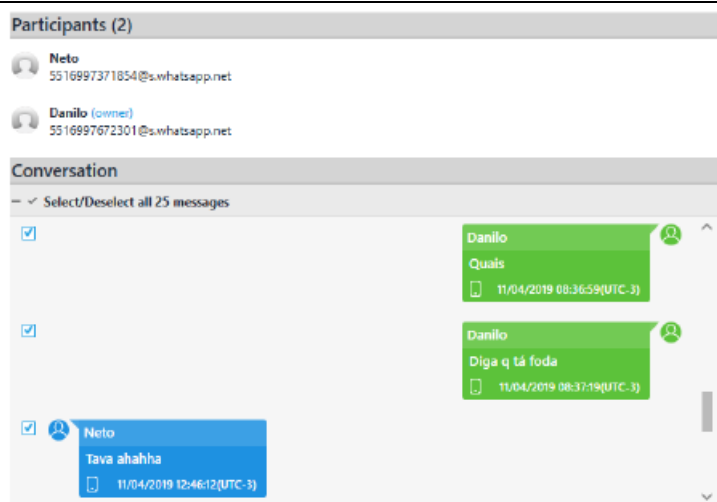 Participants (2)
Neto
5516997371854@s.whatsapp.net
Danilo (owner)
5516997672301@s.whatsapp.net
Conversation
Select/Deselect all 25 messages
Danilo
Quais
11/04/2019 08:36:59(UTC-3)
Danilo
Diga q tá foda
11/04/2019 08:37:19(UTC-3)
Neto
Tava ahahha
11/04/2019 12:46:12(UTC-3)